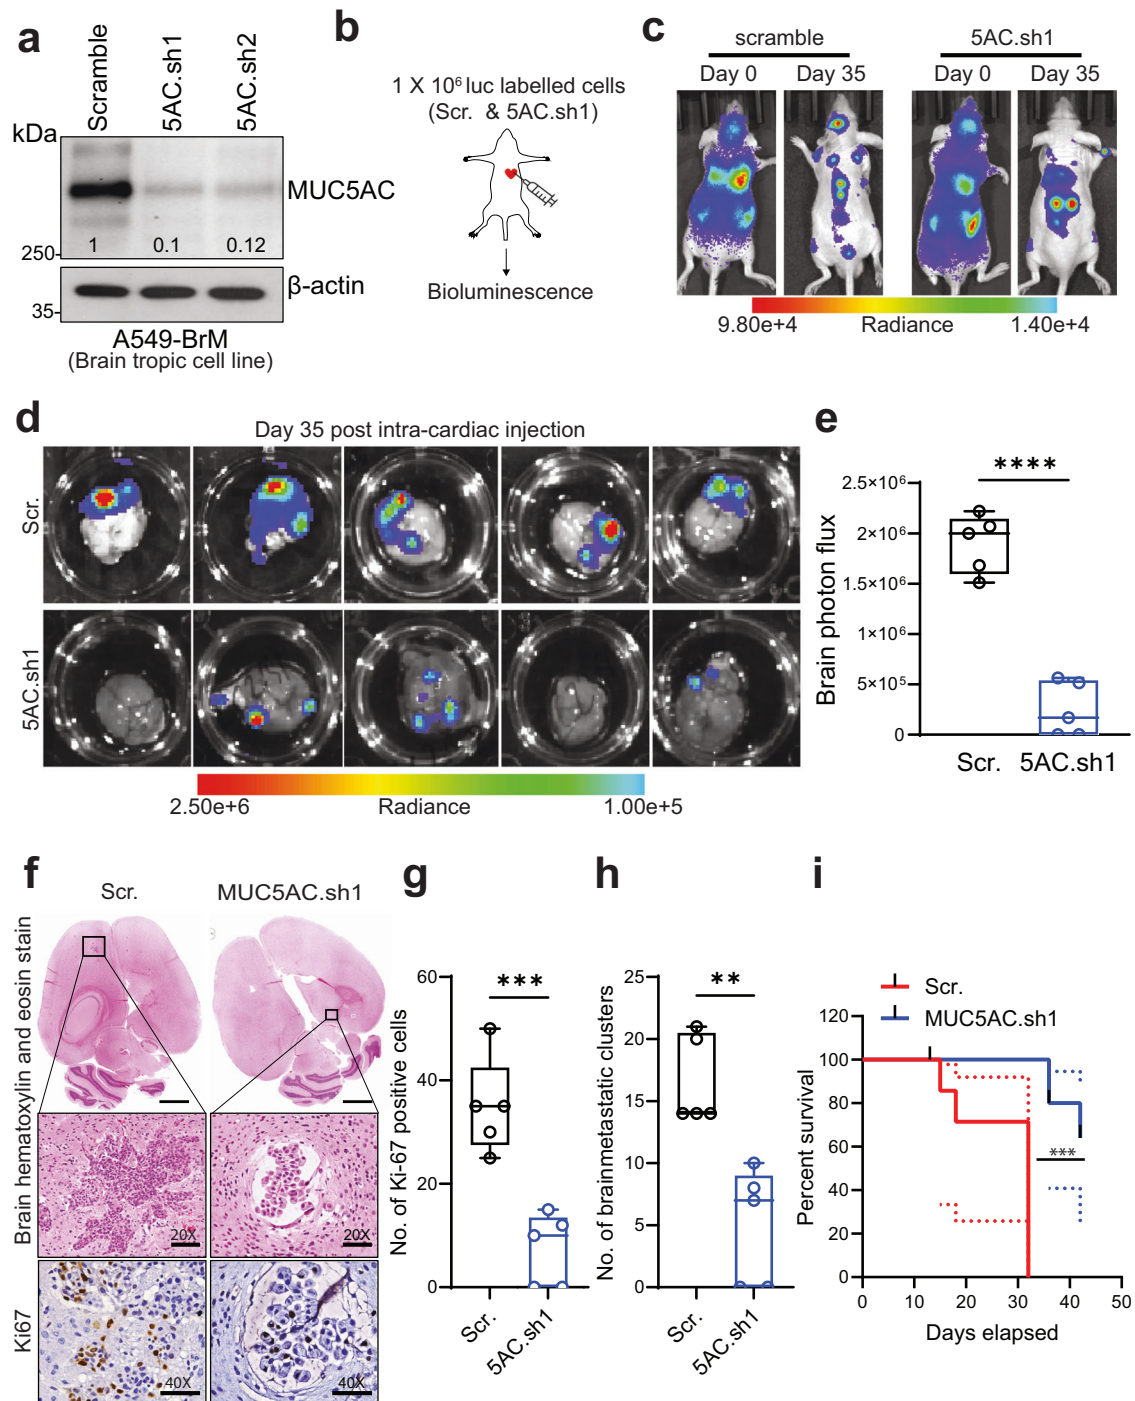 a
Scramble
5AC.sh1
5AC.sh2
kDa
MUC5AC
1 0.1 0.12
250-
β-actin
35-
A549-BrM
(Brain tropic cell line)
b
1 X 10⁶ luc labelled cells
(Scr. & 5AC.sh1)
Bioluminescence
c
scramble 5AC.sh1
Day 0 Day 35 Day 0 Day 35
9.80e+4 Radiance 1.40e+4
d
Day 35 post intra-cardiac injection
Scr.
5AC.sh1
2.50e+6 Radiance 1.00e+5
e
****
Brain photon flux
2.5×10⁶
2×10⁶
1.5×10⁶
1×10⁶
5×10⁵
0
Scr. 5AC.sh1
f
Scr. MUC5AC.sh1
Brain hematoxylin and eosin stain
20X 20X
Ki67
40X 40X
g
***
No. of Ki-67 positive cells
60
40
20
0
Scr.
5AC.sh1
h
**
No. of brainmetastatic clusters
25
20
15
10
5
0
Scr.
5AC.sh1
i
Scr.
MUC5AC.sh1
Percent survival
120
100
80
60
40
20
0
***
0 10 20 30 40 50
Days elapsed